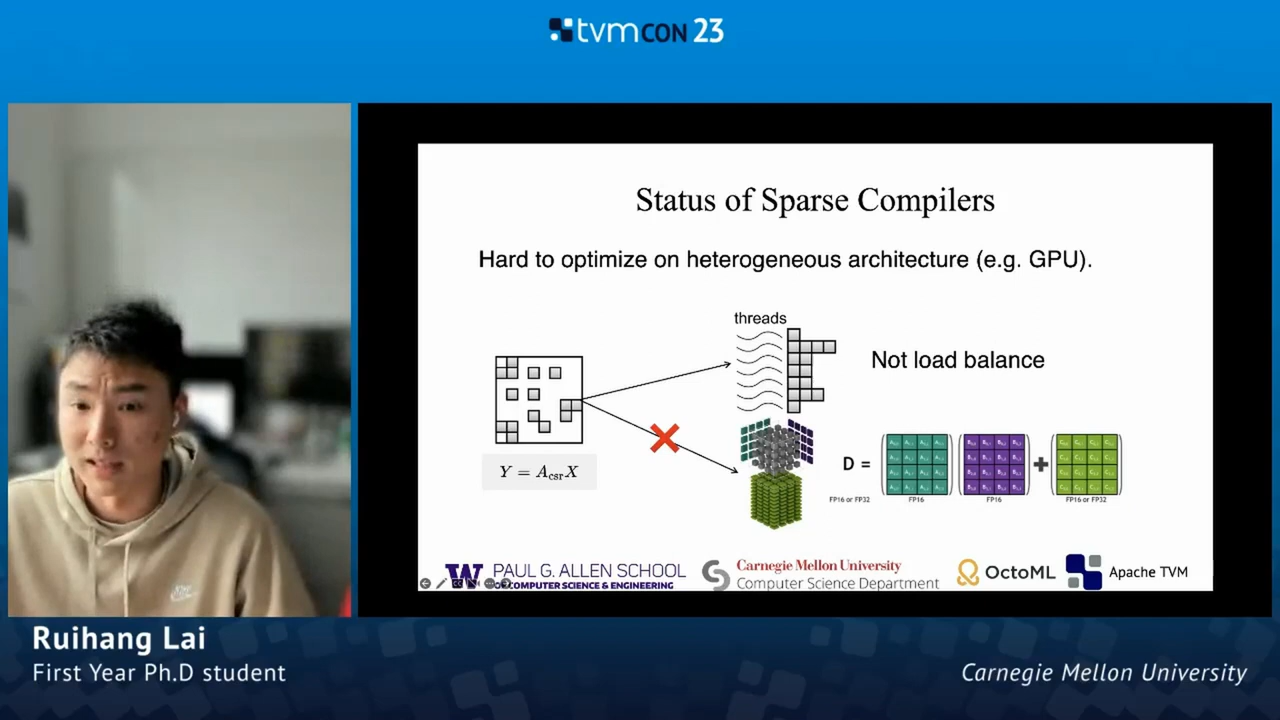 tvmCON 23
Status of Sparse Compilers
Hard to optimize on heterogeneous architecture (e.g. GPU).
threads
Not load balance
Y = A_csr X
D =
+
FP16 or FP32
FP16
FP16
FP16 or FP32
W PAUL G. ALLEN SCHOOL
OF COMPUTER SCIENCE & ENGINEERING
Carnegie Mellon University
Computer Science Department
OctoML
Apache TVM
Ruihang Lai
First Year Ph.D student
Carnegie Mellon University